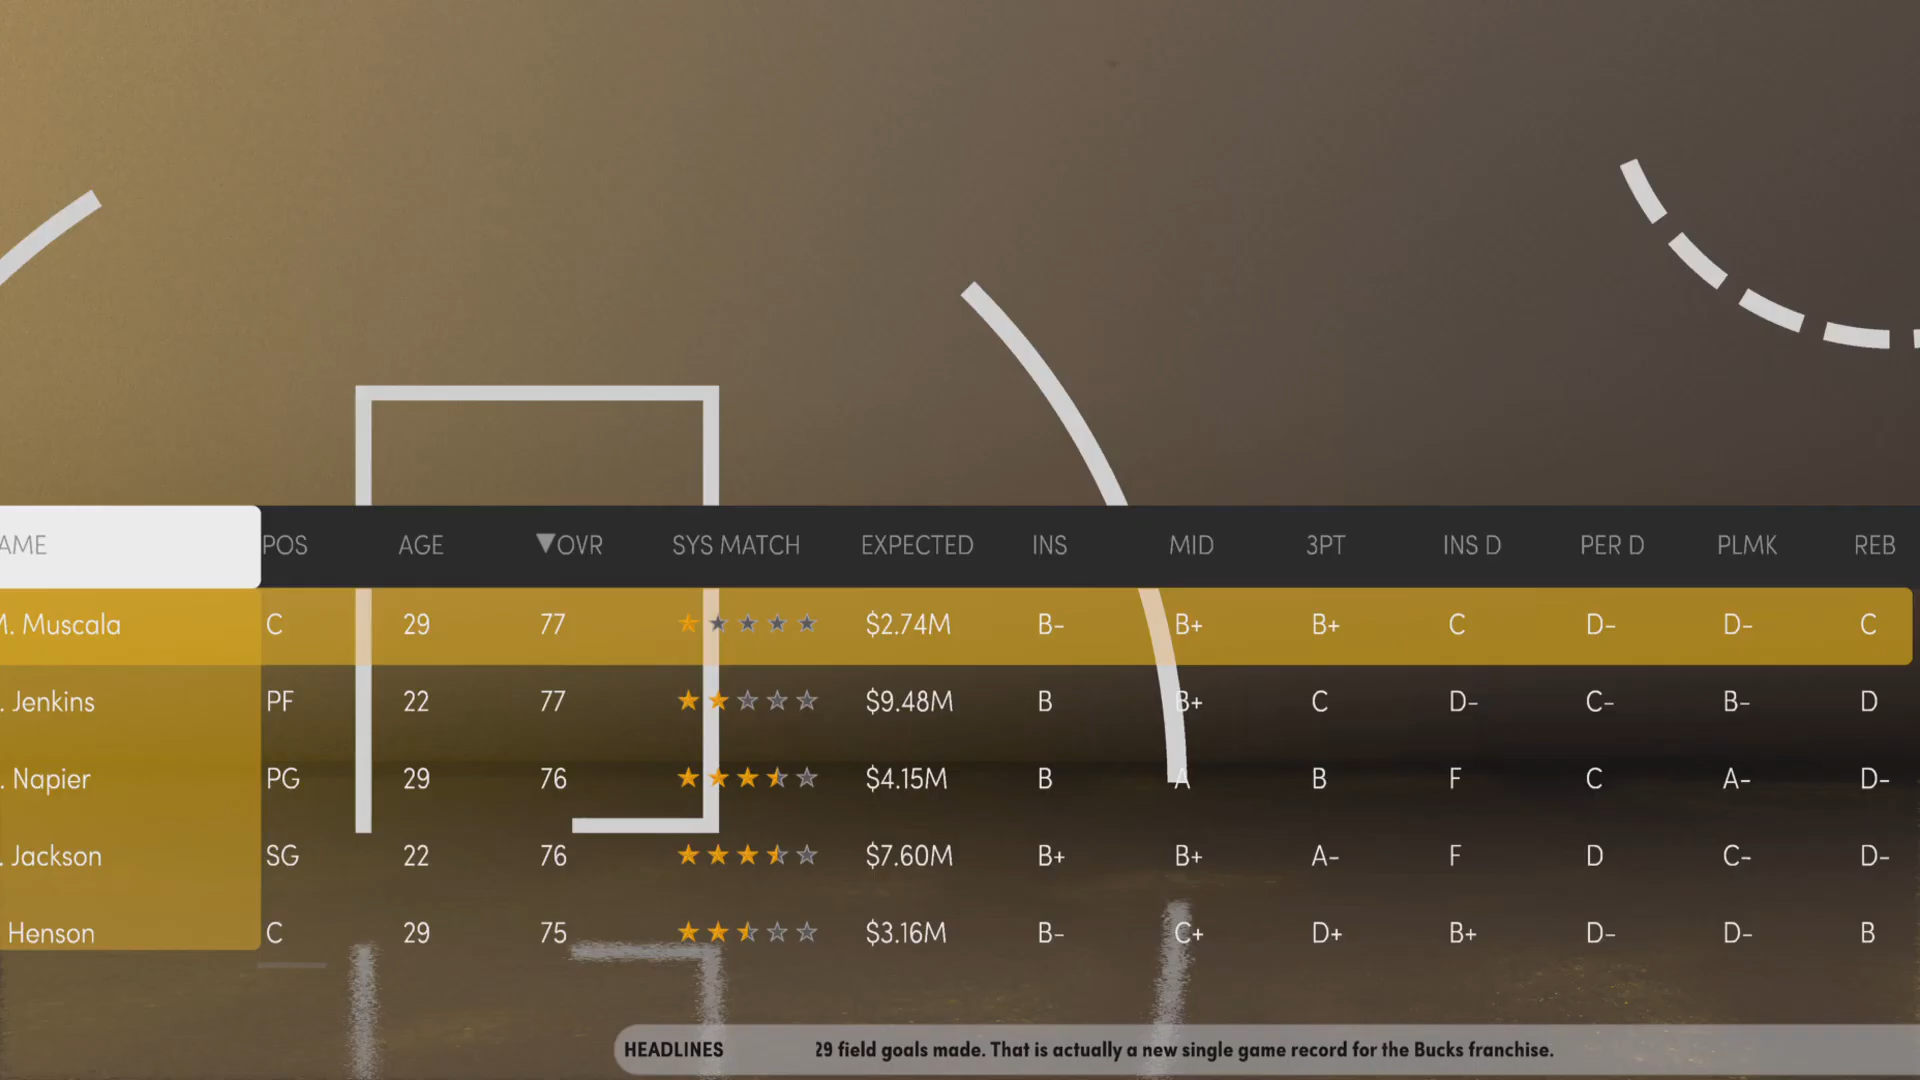 AME POS AGE ▼OVR SYS MATCH EXPECTED INS MID 3PT INS D PER D PLMK REB
M. Muscala C 29 77 $2.74M B- B+ B+ C D- D- C
. Jenkins PF 22 77 $9.48M B B+ C D- C- B- D
. Napier PG 29 76 $4.15M B A B F C A- D-
. Jackson SG 22 76 $7.60M B+ B+ A- F D C- D-
Henson C 29 75 $3.16M B- C+ D+ B+ D- D- B
HEADLINES 29 field goals made. That is actually a new single game record for the Bucks franchise.